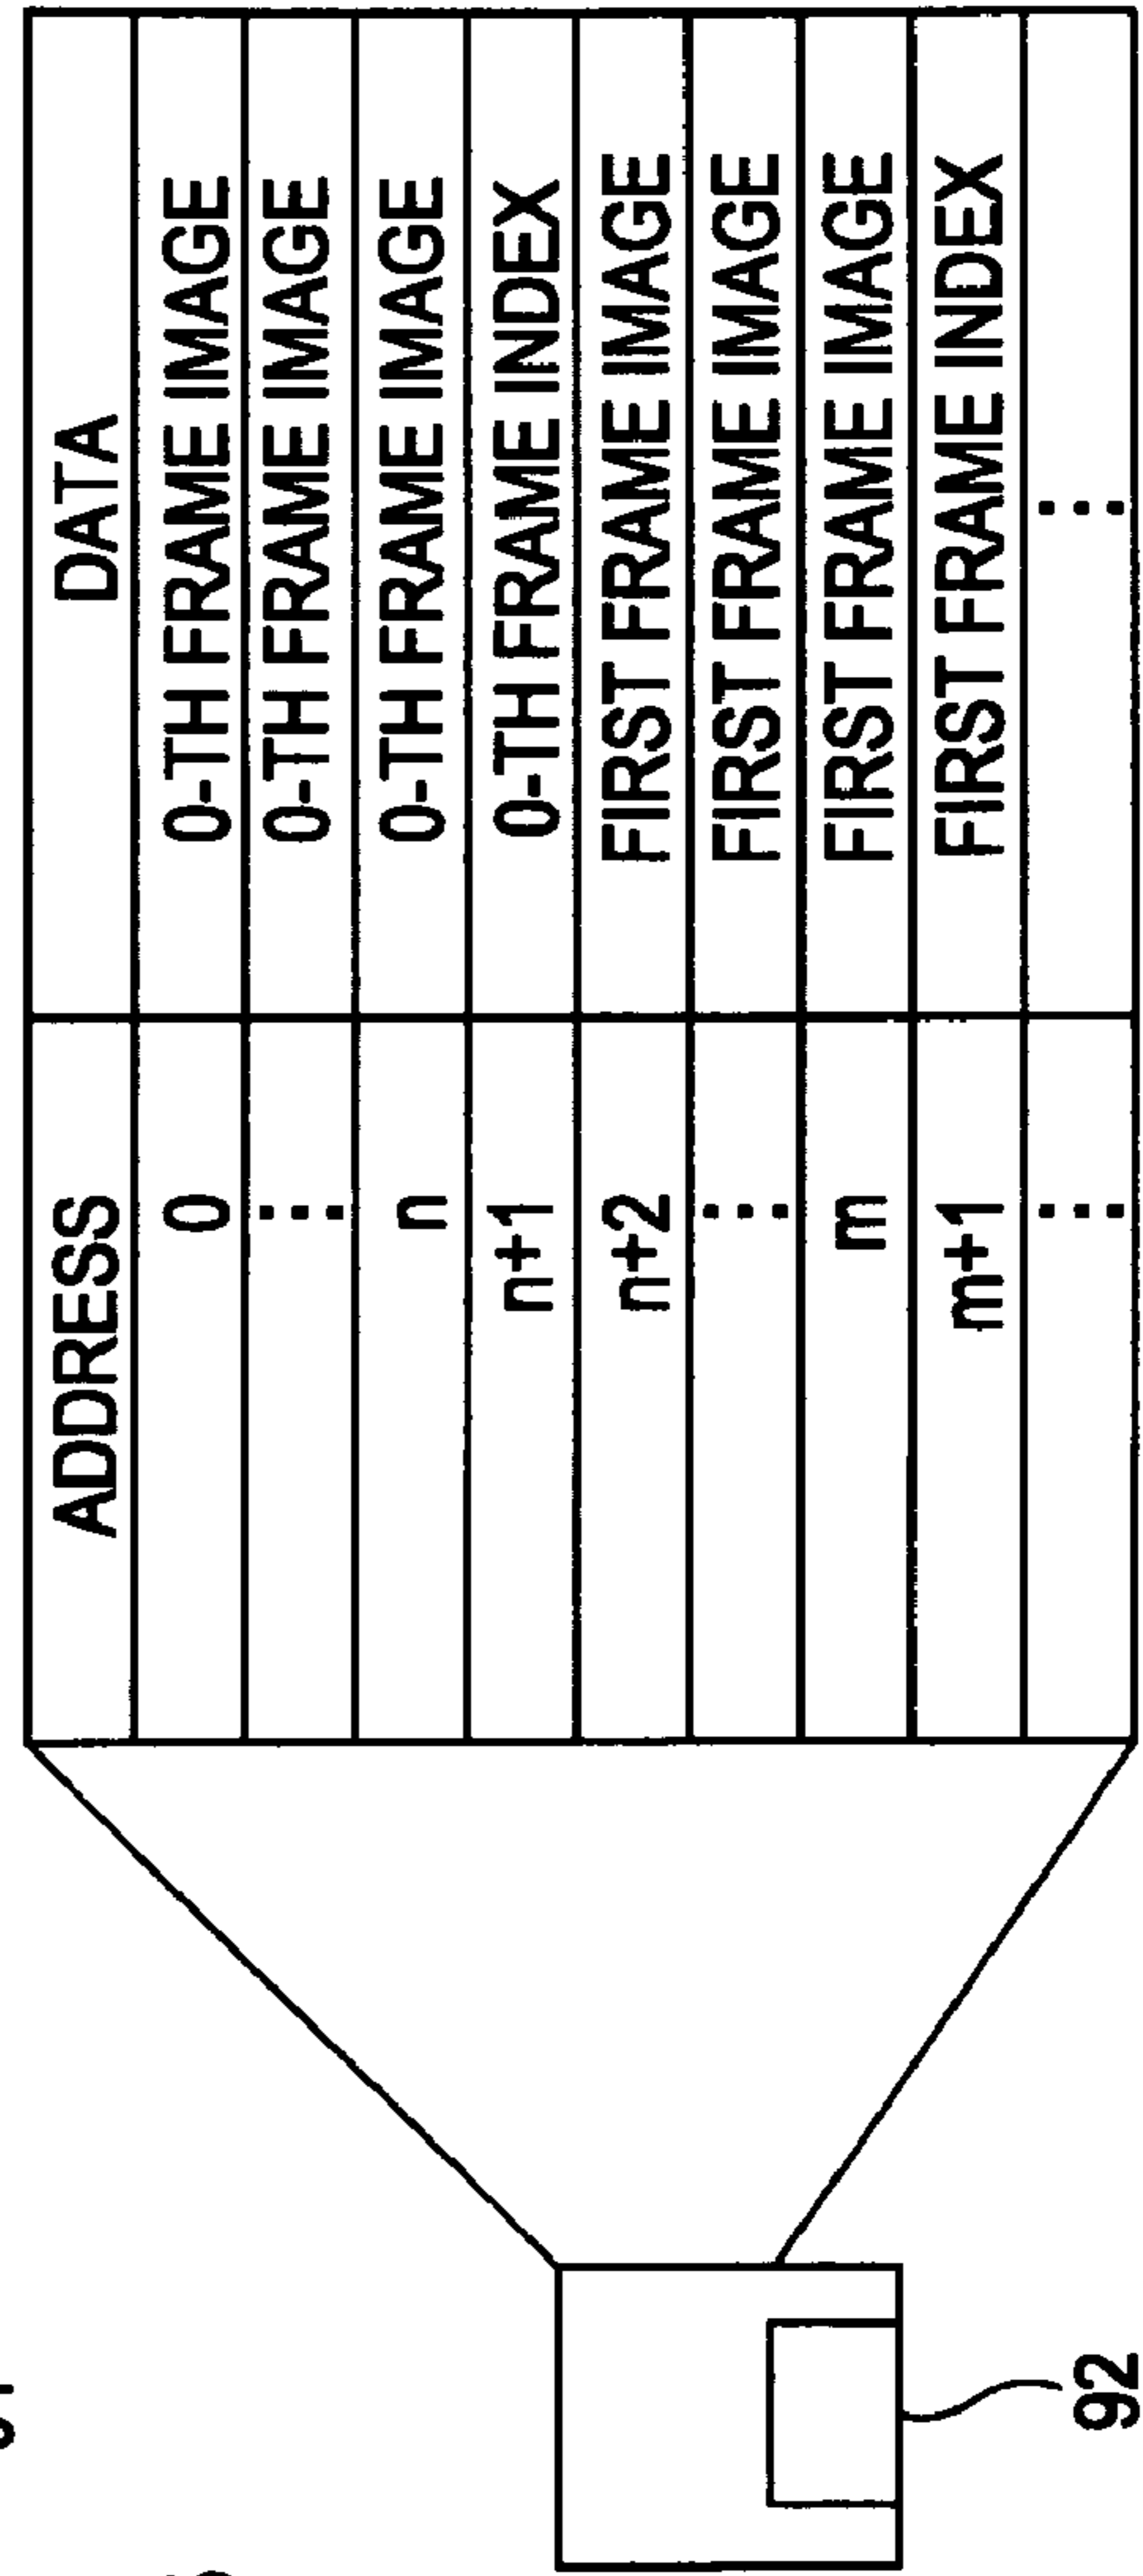 ADDRESS DATA
0 0-TH FRAME IMAGE
⋮ 0-TH FRAME IMAGE
n 0-TH FRAME IMAGE
n+1 0-TH FRAME INDEX
n+2 FIRST FRAME IMAGE
⋮ FIRST FRAME IMAGE
m FIRST FRAME IMAGE
m+1 FIRST FRAME INDEX
⋮ ⋮
92